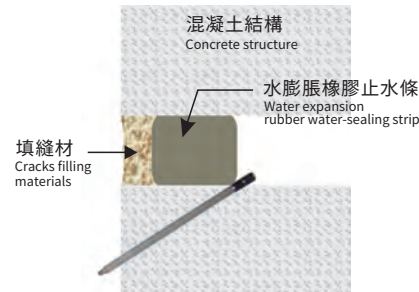 混凝土結構
Concrete structure
水膨脹橡膠止水條
Water expansion
rubber water-sealing strip
填縫材
Cracks filling
materials